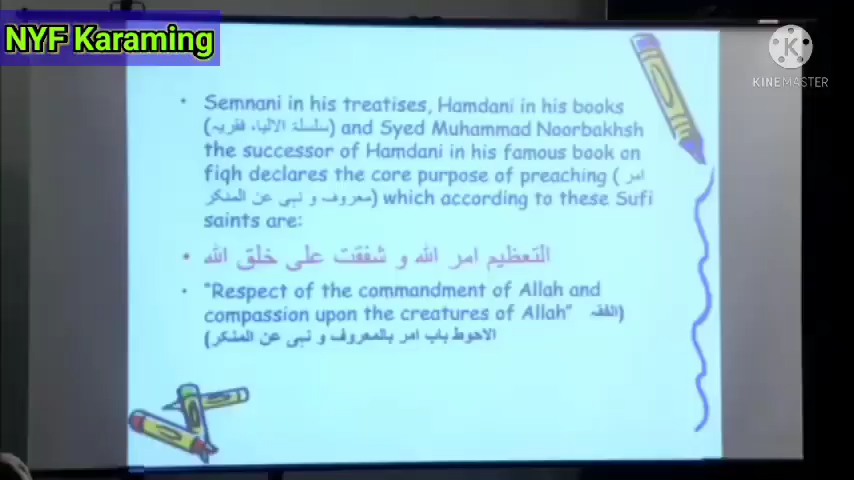 NYF Karaming
KINEMASTER
• Semnani in his treatises, Hamdani in his books
(سلسلة الالیاء، فقریہ) and Syed Muhammad Noorbakhsh
the successor of Hamdani in his famous book on
fiqh declares the core purpose of preaching ( امر
معروف و نہی عن المنکر) which according to these Sufi
saints are:
• التعظیم امر اللہ و شفقت علی خلق اللہ
• "Respect of the commandment of Allah and
compassion upon the creatures of Allah" (الفقہ
الاحوط باب امر بالمعروف و نہی عن المنکر)